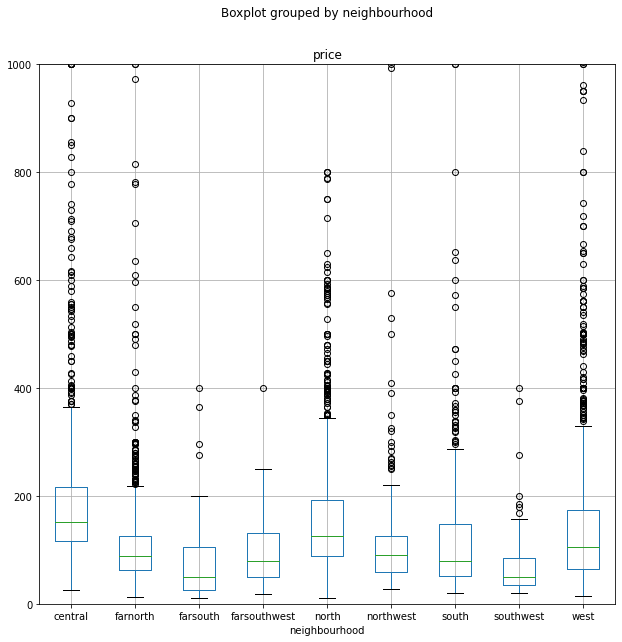 Boxplot grouped by neighbourhood
price
1000
800
600
400
200
0
central farnorth farsouth farsouthwest north northwest south southwest west
neighbourhood